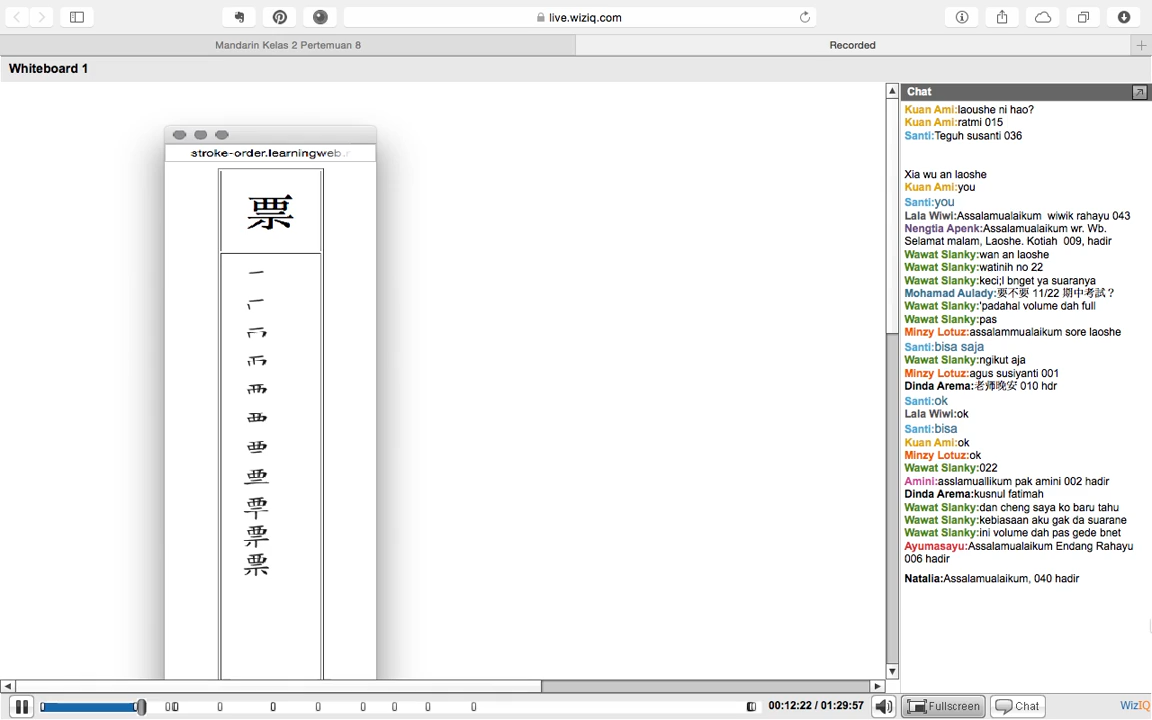 live.wiziq.com
Mandarin Kelas 2 Pertemuan 8
Recorded
Whiteboard 1
stroke-order.learningweb.
票
票
Chat
Kuan Ami:laoushe ni hao?
Kuan Ami:ratmi 015
Santi:Teguh susanti 036
Xia wu an laoshe
Kuan Ami:you
Santi:you
Lala Wiwi:Assalamualaikum  wiwik rahayu 043
Nengtia Apenk:Assalamualaikum wr. Wb.
Selamat malam, Laoshe. Kotiah  009, hadir
Wawat Slanky:wan an laoshe
Wawat Slanky:watinih no 22
Wawat Slanky:keci;l bnget ya suaranya
Mohamad Aulady:要不要 11/22 期中考試？
Wawat Slanky:'padahal volume dah full
Wawat Slanky:pas
Minzy Lotuz:assalammualaikum sore laoshe
Santi:bisa saja
Wawat Slanky:ngikut aja
Minzy Lotuz:agus susiyanti 001
Dinda Arema:老师晚安 010 hdr
Santi:ok
Lala Wiwi:ok
Santi:bisa
Kuan Ami:ok
Minzy Lotuz:ok
Wawat Slanky:022
Amini:asslamuallikum pak amini 002 hadir
Dinda Arema:kusnul fatimah
Wawat Slanky:dan cheng saya ko baru tahu
Wawat Slanky:kebiasaan aku gak da suarane
Wawat Slanky:ini volume dah pas gede bnet
Ayumasayu:Assalamualaikum Endang Rahayu
006 hadir
Natalia:Assalamualaikum, 040 hadir
00:12:22 / 01:29:57
Fullscreen
Chat
WizIQ